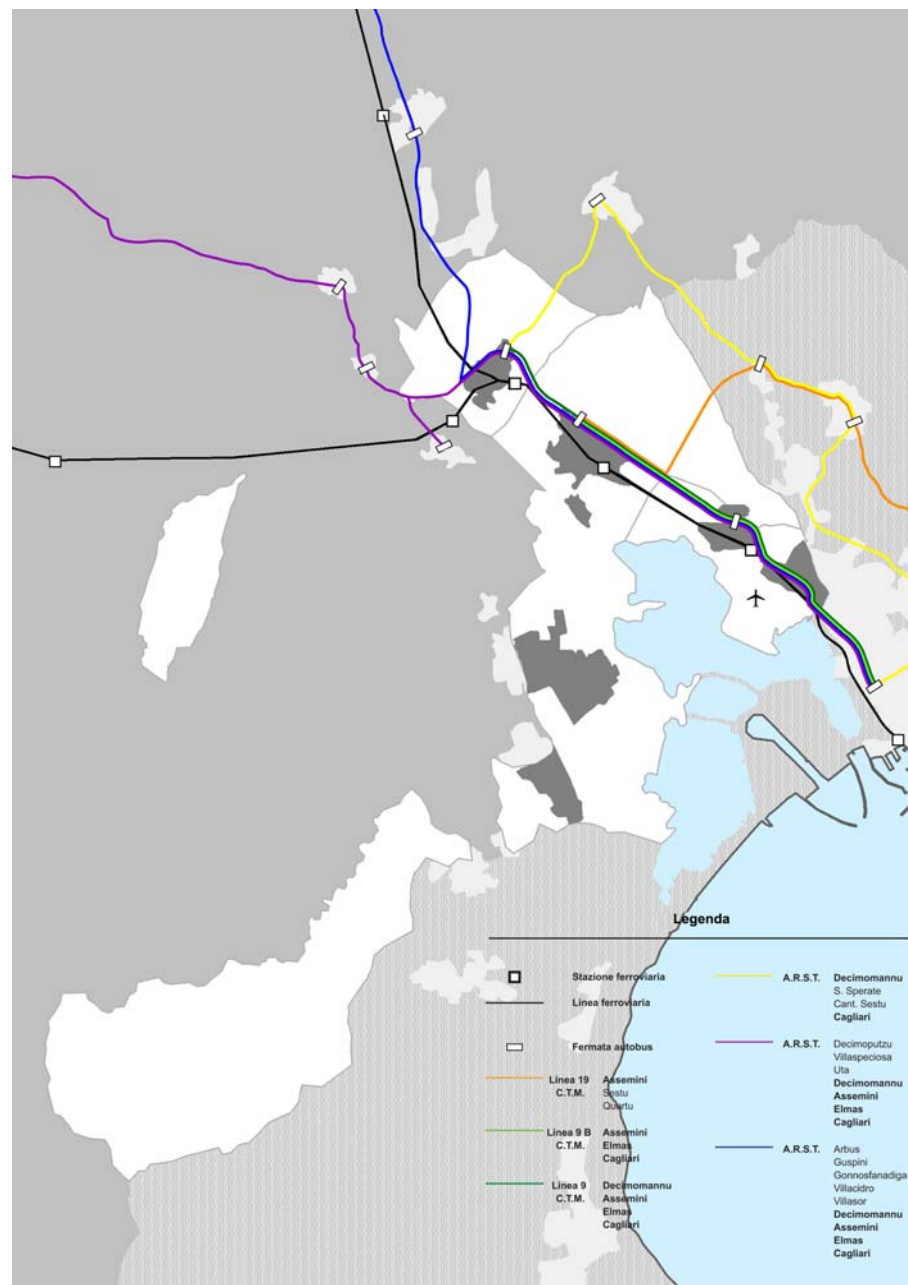 Legenda
Stazione ferroviaria
Linea ferroviaria
Fermata autobus
Linea 19 Assemini
C.T.M. Sestu
Quartu
Linea 9 B Assemini
C.T.M. Elmas
Cagliari
Linea 9 Decimomannu
C.T.M. Assemini
Elmas
Cagliari
A.R.S.T. Decimomannu
S. Sperate
Cant. Sestu
Cagliari
A.R.S.T. Decimoputzu
Villaspeciosa
Uta
Decimomannu
Assemini
Elmas
Cagliari
A.R.S.T. Arbus
Guspini
Gonnosfanadiga
Villacidro
Villasor
Decimomannu
Assemini
Elmas
Cagliari